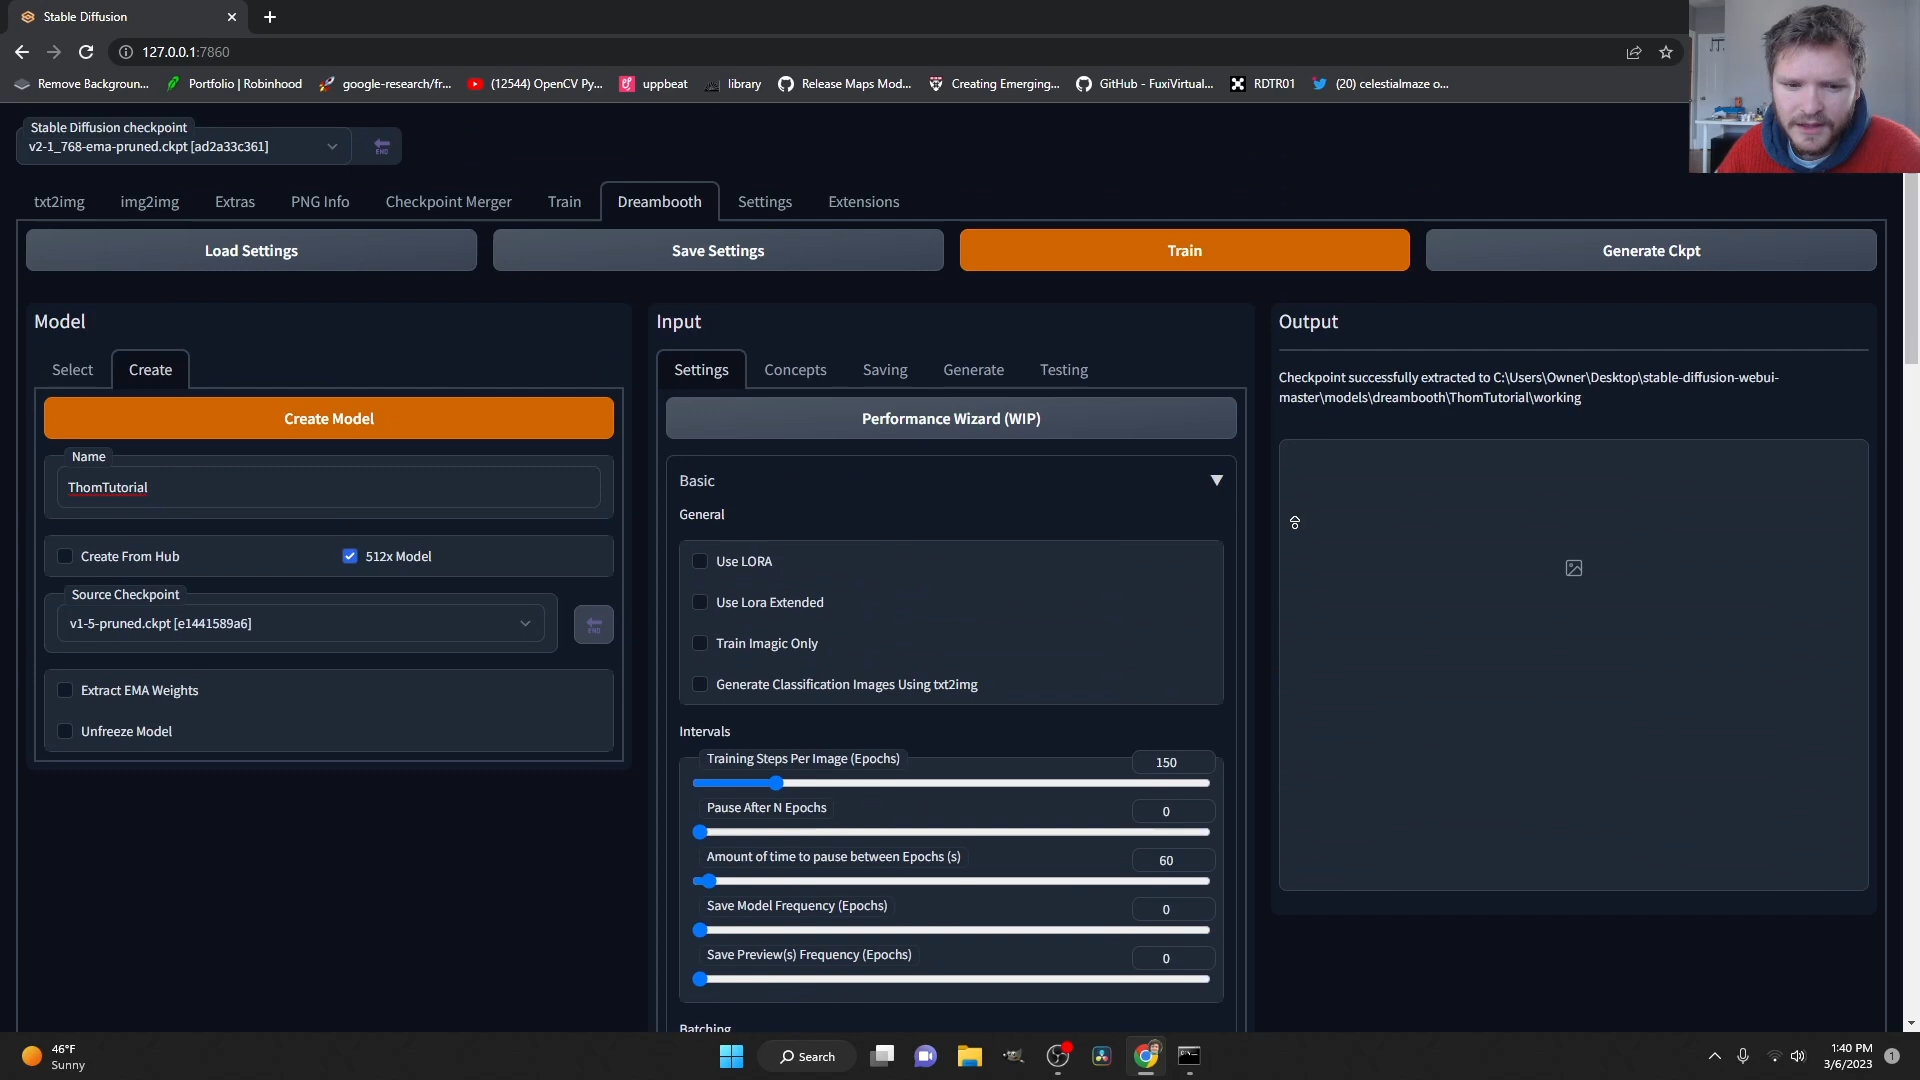 Stable Diffusion
127.0.0.1:7860
Remove Backgroun...
Portfolio | Robinhood
google-research/fr...
(12544) OpenCV Py...
uppbeat
library
Release Maps Mod...
Creating Emerging...
GitHub - FuxiVirtual...
RDTR01
(20) celestialmaze o...
Stable Diffusion checkpoint
v2-1_768-ema-pruned.ckpt [ad2a33c361]
txt2img
img2img
Extras
PNG Info
Checkpoint Merger
Train
Dreambooth
Settings
Extensions
Load Settings
Save Settings
Train
Generate Ckpt
Model
Select
Create
Create Model
Name
ThomTutorial
Create From Hub
512x Model
Source Checkpoint
v1-5-pruned.ckpt [e1441589a6]
END
END
Extract EMA Weights
Unfreeze Model
Input
Settings
Concepts
Saving
Generate
Testing
Performance Wizard (WIP)
Basic
General
Use LORA
Use Lora Extended
Train Imagic Only
Generate Classification Images Using txt2img
Intervals
Training Steps Per Image (Epochs)
150
Pause After N Epochs
0
Amount of time to pause between Epochs (s)
60
Save Model Frequency (Epochs)
0
Save Preview(s) Frequency (Epochs)
0
Batching
Output
Checkpoint successfully extracted to C:\Users\Owner\Desktop\stable-diffusion-webui-
master\models\dreambooth\ThomTutorial\working
46°F
Sunny
Search
1:40 PM
3/6/2023
1